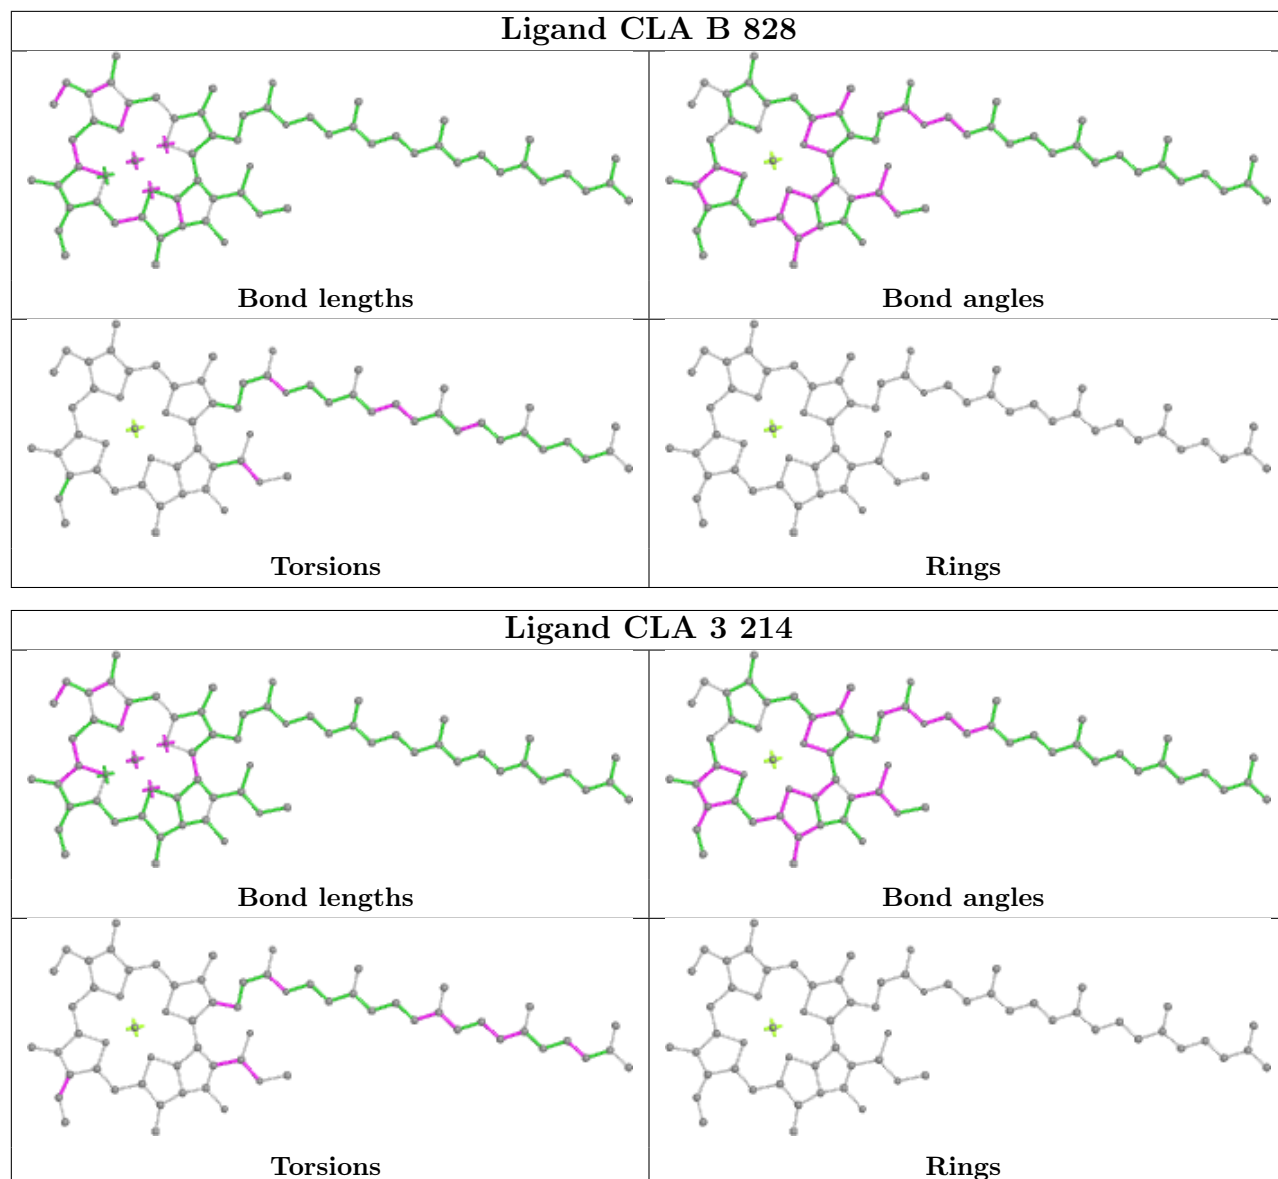 Ligand CLA B 828
Bond lengths
Bond angles
Torsions
Rings
Ligand CLA 3 214
Bond lengths
Bond angles
Torsions
Rings